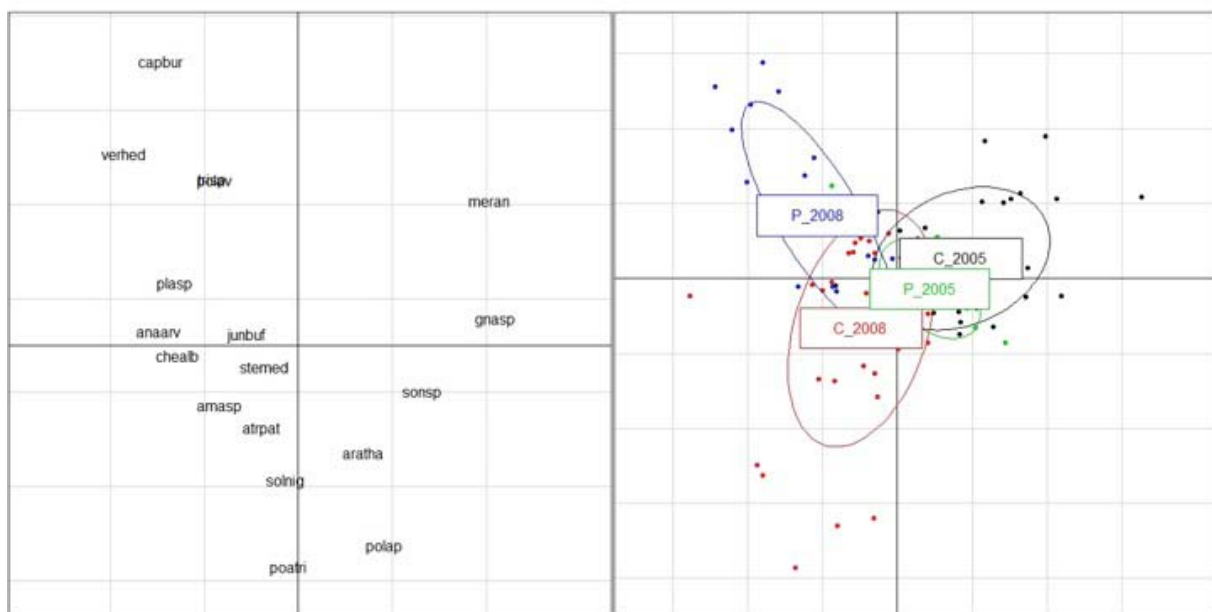 capbur
verhed
meran
plasp
gnasp
anaarv
junbuf
chealb
stemed
sonsp
amasp
atrpat
aratha
solnig
polap
poatri
P_2008
C_2005
P_2005
C_2008